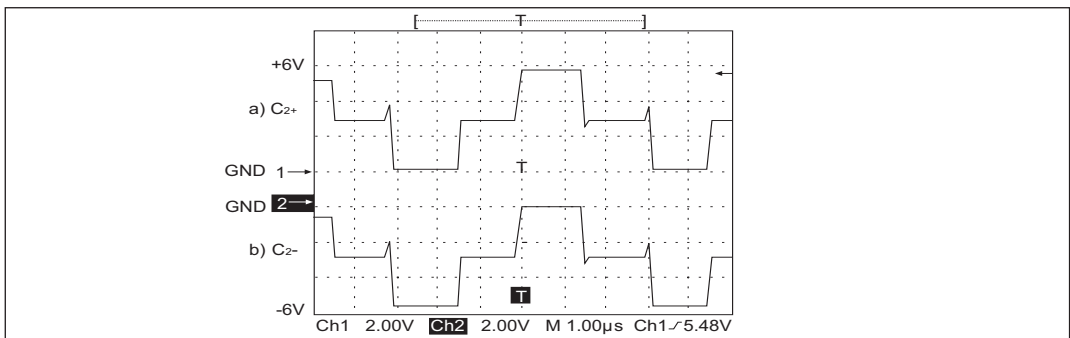 [ T ]
+6V
a) C2+
T
GND 1→
GND 2→
b) C2-
T
-6V
Ch1 2.00V Ch2 2.00V M 1.00µs Ch1 5.48V